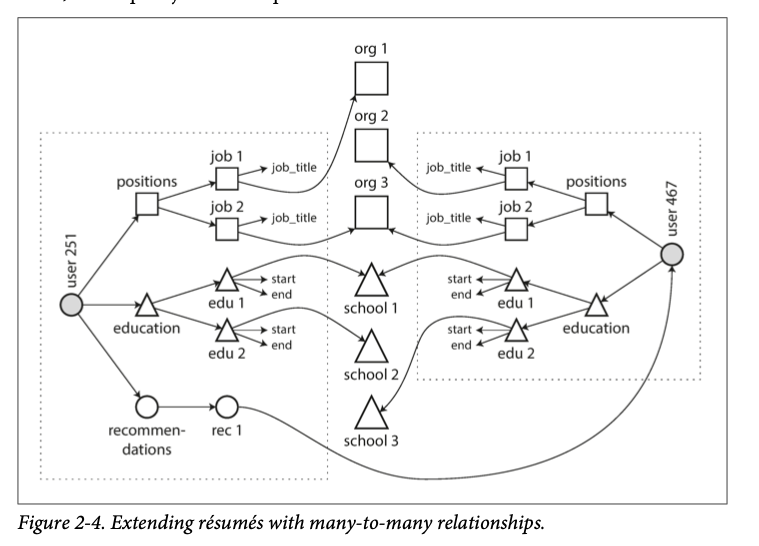 org 1
org 2
org 3
job 1
job_title
positions
job 2
job_title
user 251
edu 1
start
end
education
edu 2
start
end
recommen-
dations
rec 1
school 1
school 2
school 3
job_title
job 1
positions
job_title
job 2
user 467
start
end
edu 1
start
end
edu 2
education
Figure 2-4. Extending résumés with many-to-many relationships.